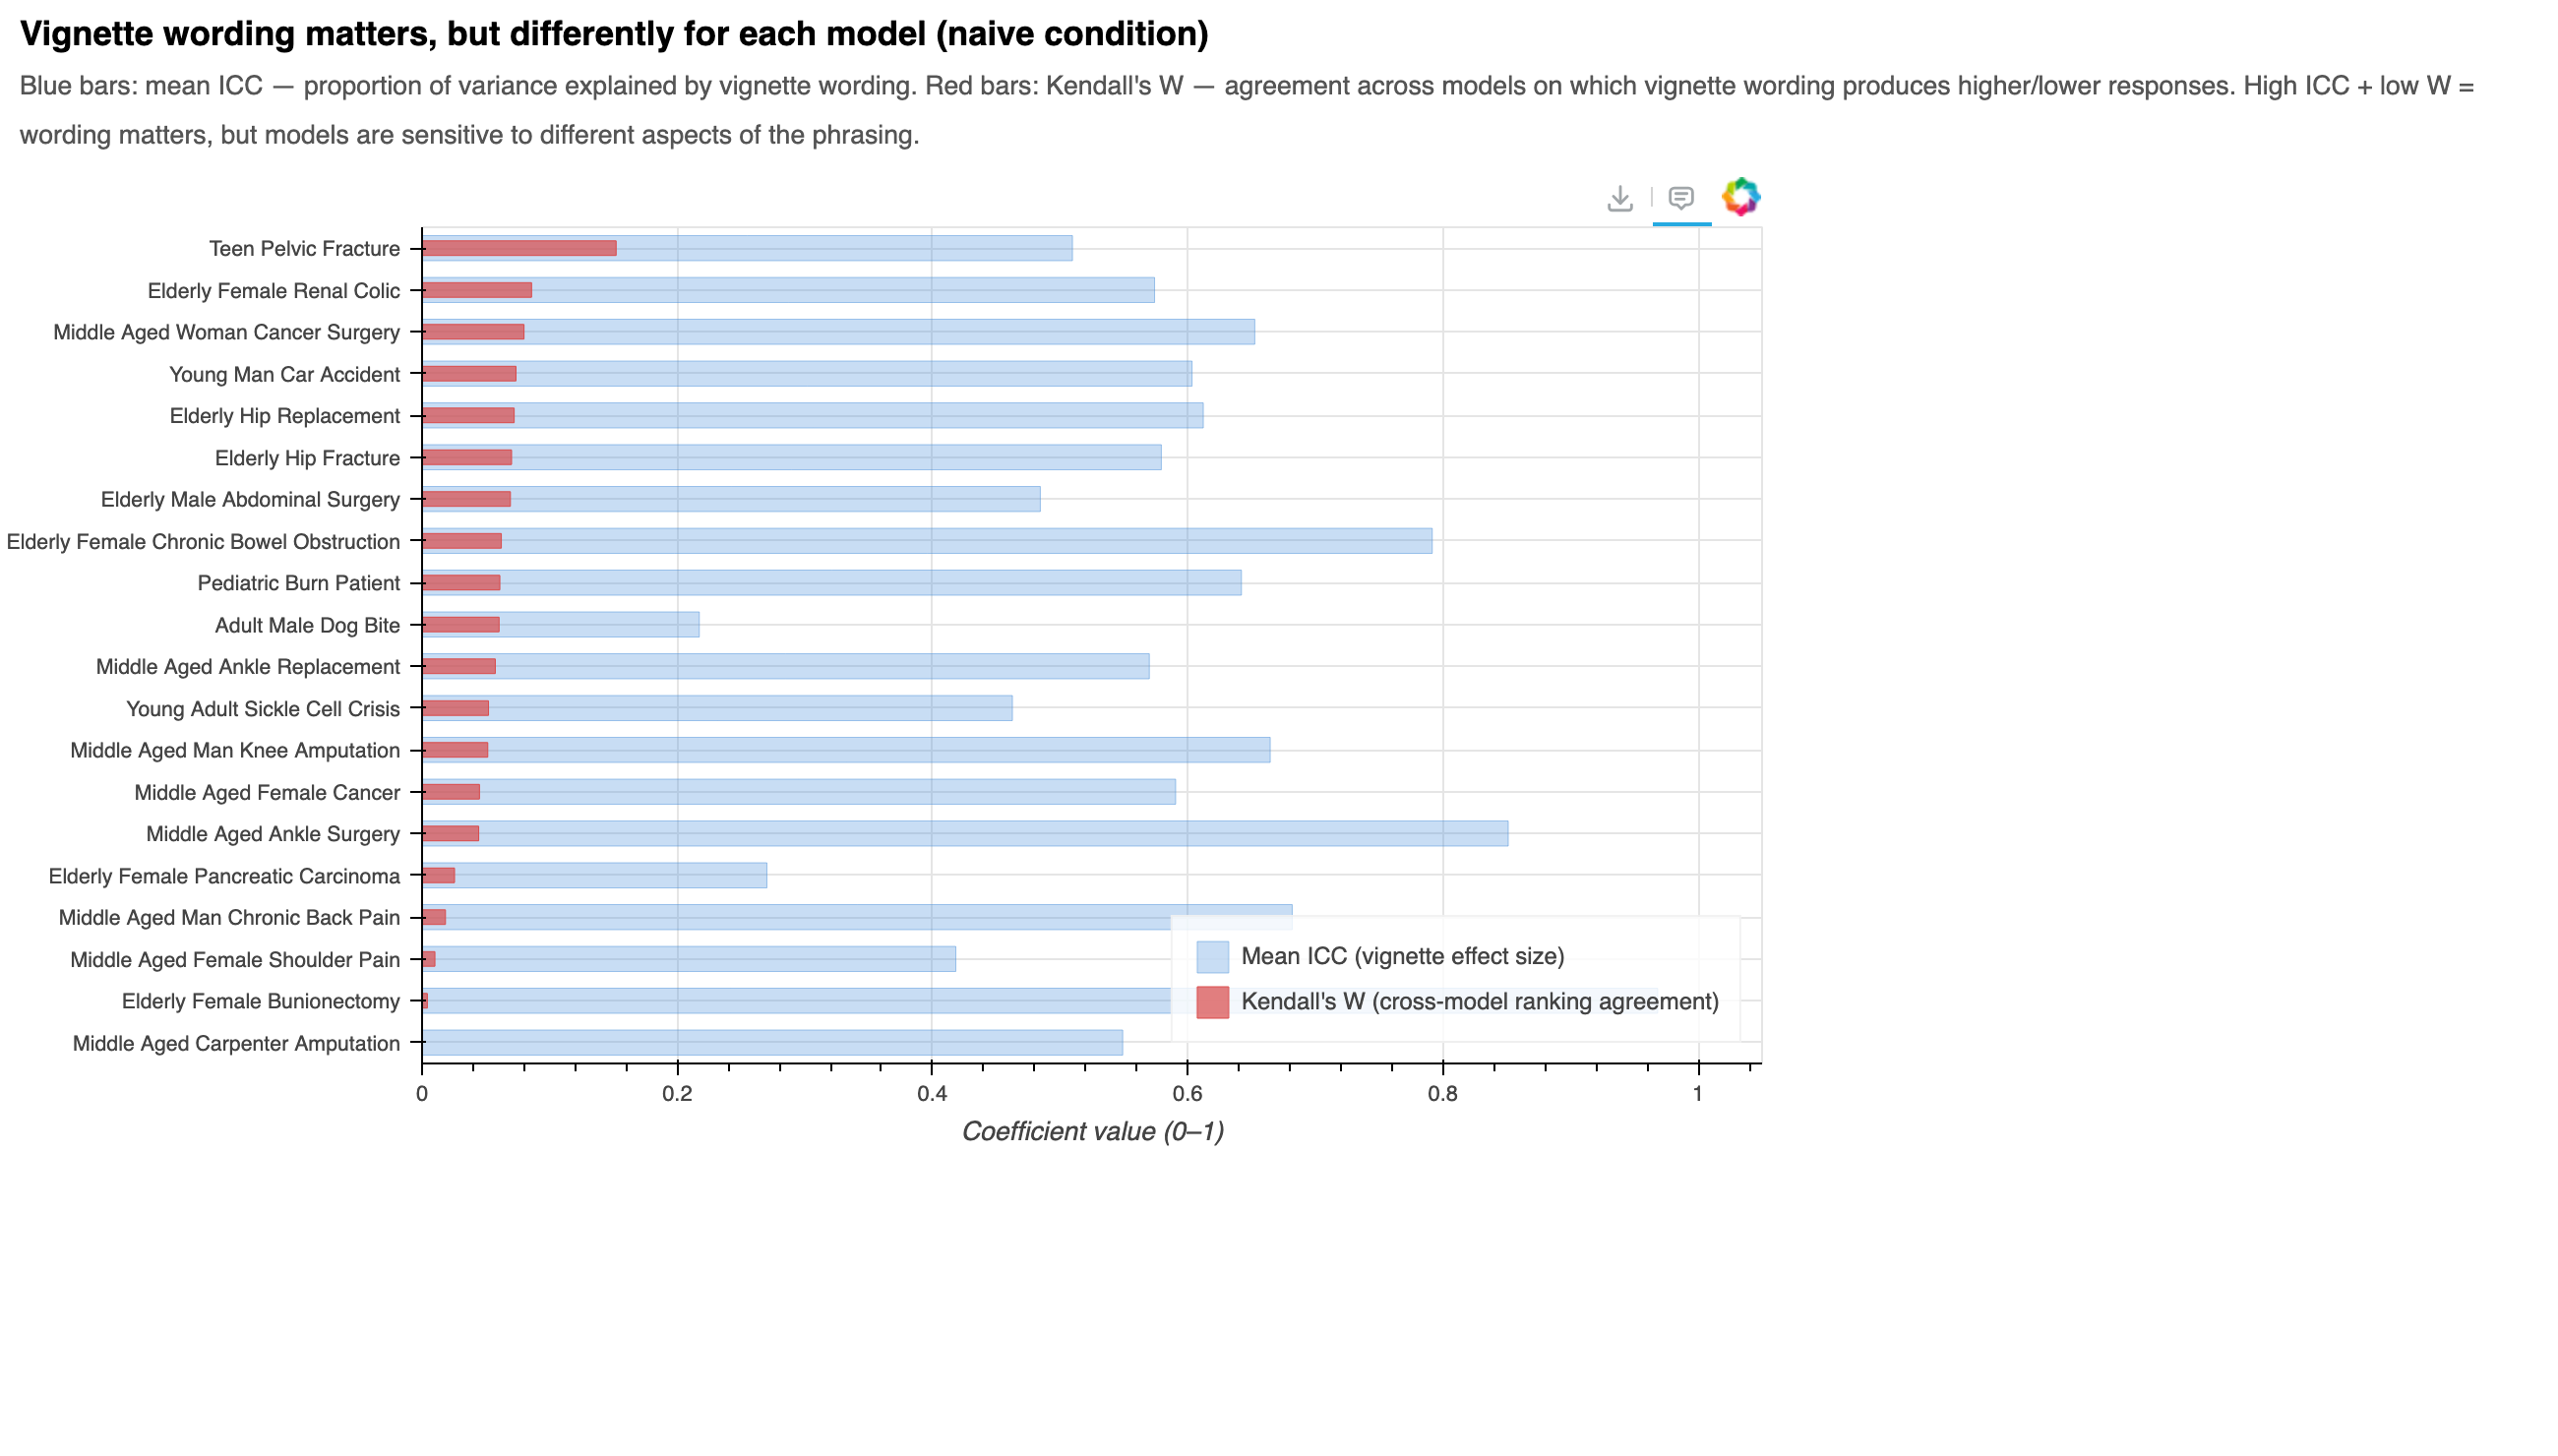 Vignette wording matters, but differently for each model (naive condition)
Blue bars: mean ICC — proportion of variance explained by vignette wording. Red bars: Kendall's W — agreement across models on which vignette wording produces higher/lower responses. High ICC + low W =
wording matters, but models are sensitive to different aspects of the phrasing.
Teen Pelvic Fracture
Elderly Female Renal Colic
Middle Aged Woman Cancer Surgery
Young Man Car Accident
Elderly Hip Replacement
Elderly Hip Fracture
Elderly Male Abdominal Surgery
Elderly Female Chronic Bowel Obstruction
Pediatric Burn Patient
Adult Male Dog Bite
Middle Aged Ankle Replacement
Young Adult Sickle Cell Crisis
Middle Aged Man Knee Amputation
Middle Aged Female Cancer
Middle Aged Ankle Surgery
Elderly Female Pancreatic Carcinoma
Middle Aged Man Chronic Back Pain
Middle Aged Female Shoulder Pain
Elderly Female Bunionectomy
Middle Aged Carpenter Amputation
Mean ICC (vignette effect size)
Kendall's W (cross-model ranking agreement)
0 0.2 0.4 0.6 0.8 1
Coefficient value (0–1)